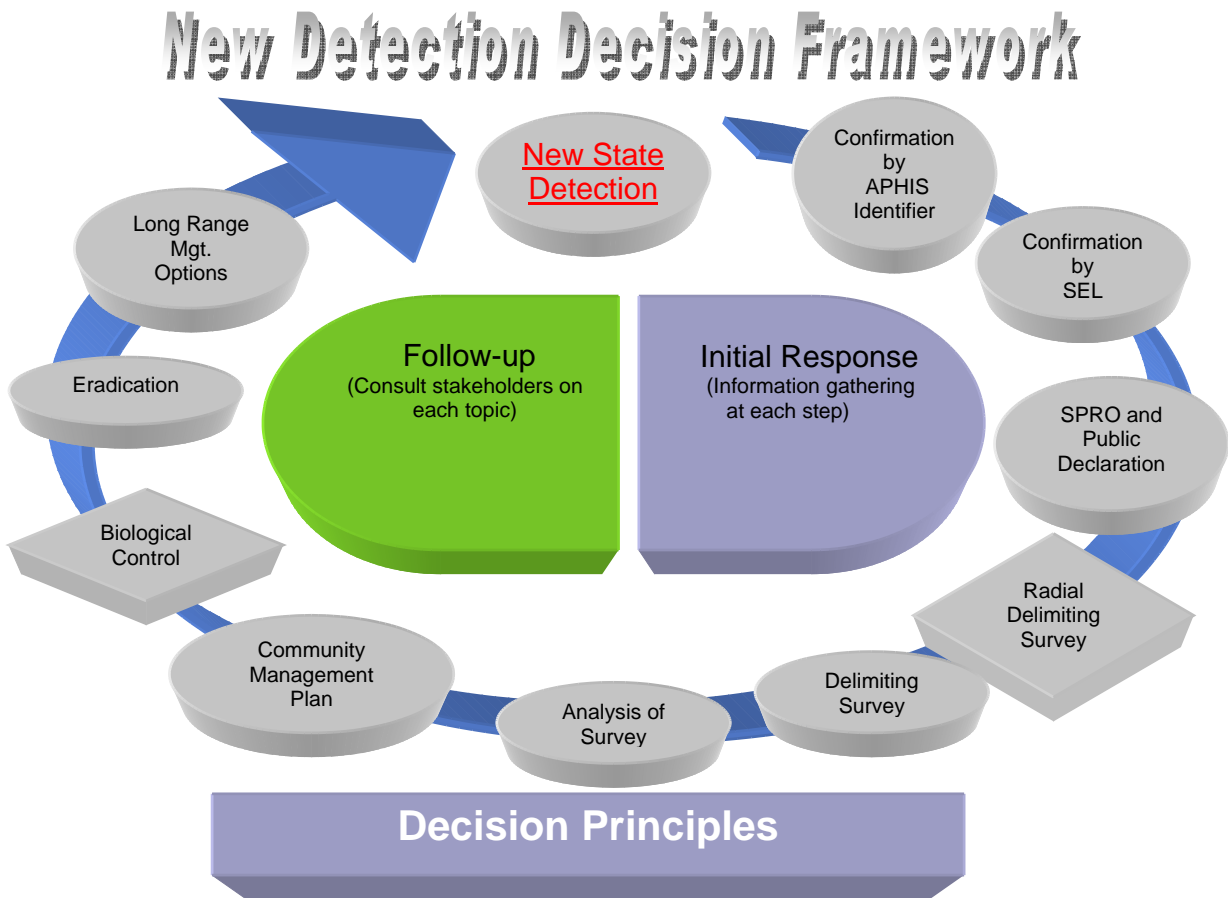 New Detection Decision Framework
New State
Detection
Confirmation
by
APHIS
Identifier
Confirmation
by
SEL
SPRO and
Public
Declaration
Radial
Delimiting
Survey
Delimiting
Survey
Analysis of
Survey
Community
Management
Plan
Biological
Control
Eradication
Long Range
Mgt.
Options
Follow-up
(Consult stakeholders on
each topic)
Initial Response
(Information gathering
at each step)
Decision Principles